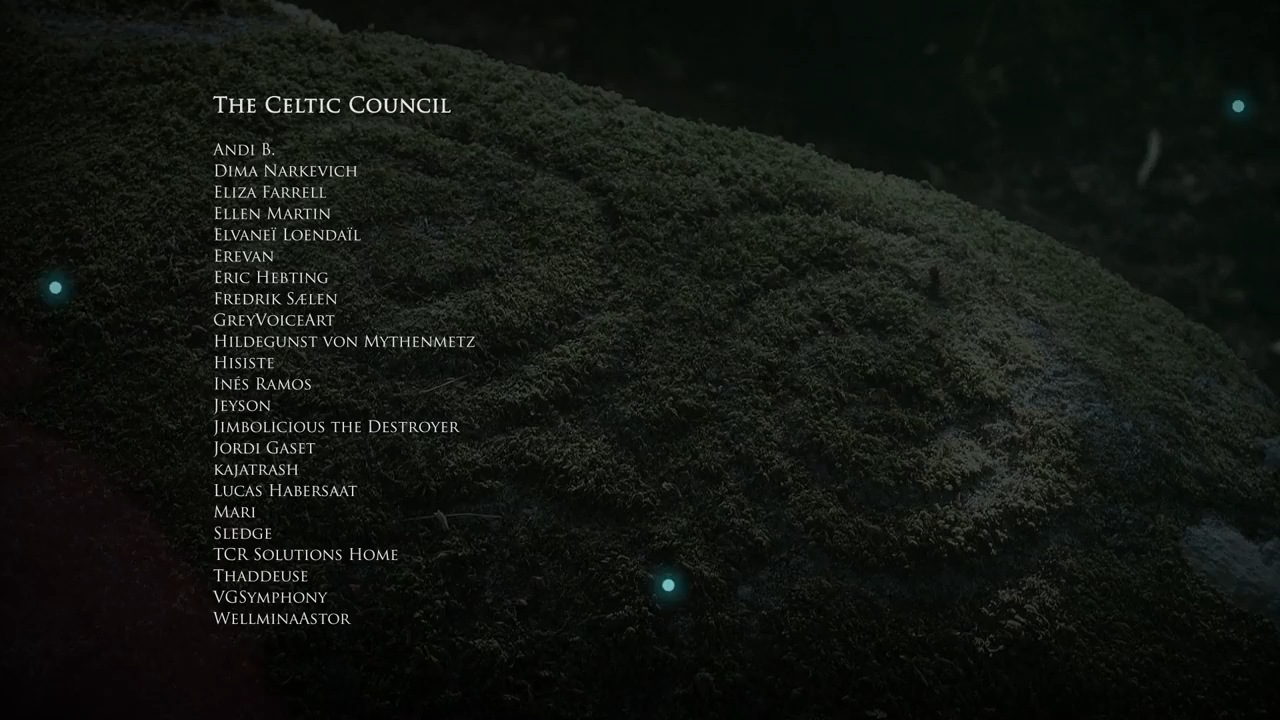 The Celtic Council
Andi B.
Dima Narkevich
Eliza Farrell
Ellen Martin
Elvaneï Loendaïl
Erevan
Eric Hebting
Fredrik Sælen
GreyVoiceArt
Hildegunst von Mythenmetz
Hisiste
Inés Ramos
Jeyson
Jimbolicious the Destroyer
Jordi Gaset
kajatrash
Lucas Habersaat
Mari
Sledge
TCR Solutions Home
Thaddeuse
VGSymphony
WellminaAstor